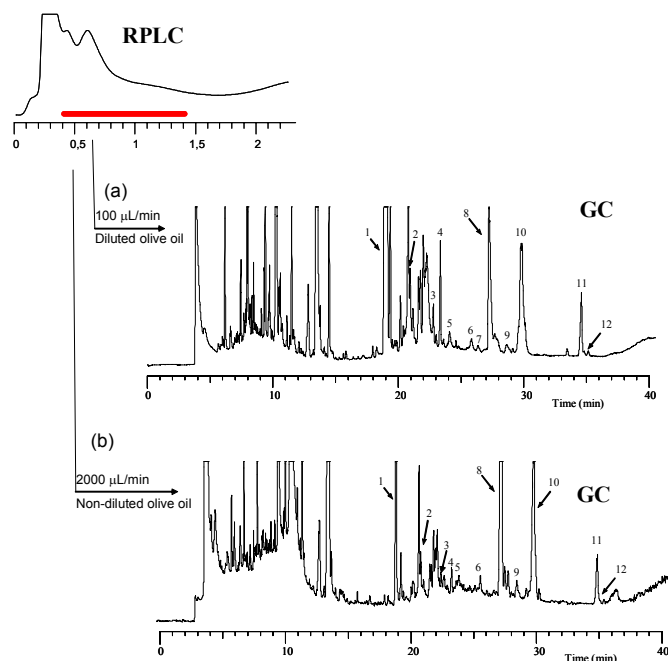 RPLC
0 0,5 1 1,5 2
(a)
100 µL/min
Diluted olive oil
GC
1 2 3 4 5 6 7 8 9 10 11 12
0 10 20 30 40
Time (min)
(b)
2000 µL/min
Non-diluted olive oil
GC
1 2 3 4 5 6 8 9 10 11 12
0 10 20 30 40
Time (min)